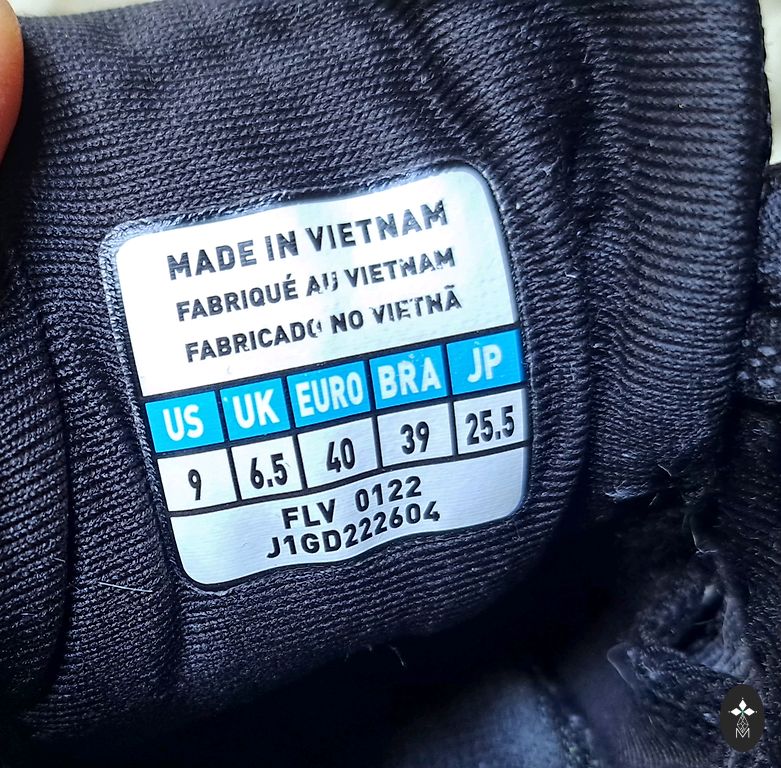 MADE IN VIETNAM
FABRIQUÉ AU VIETNAM
FABRICADO NO VIETNÃ
US UK EURO BRA JP
9 6.5 40 39 25.5
FLV 0122
J1GD222604
M